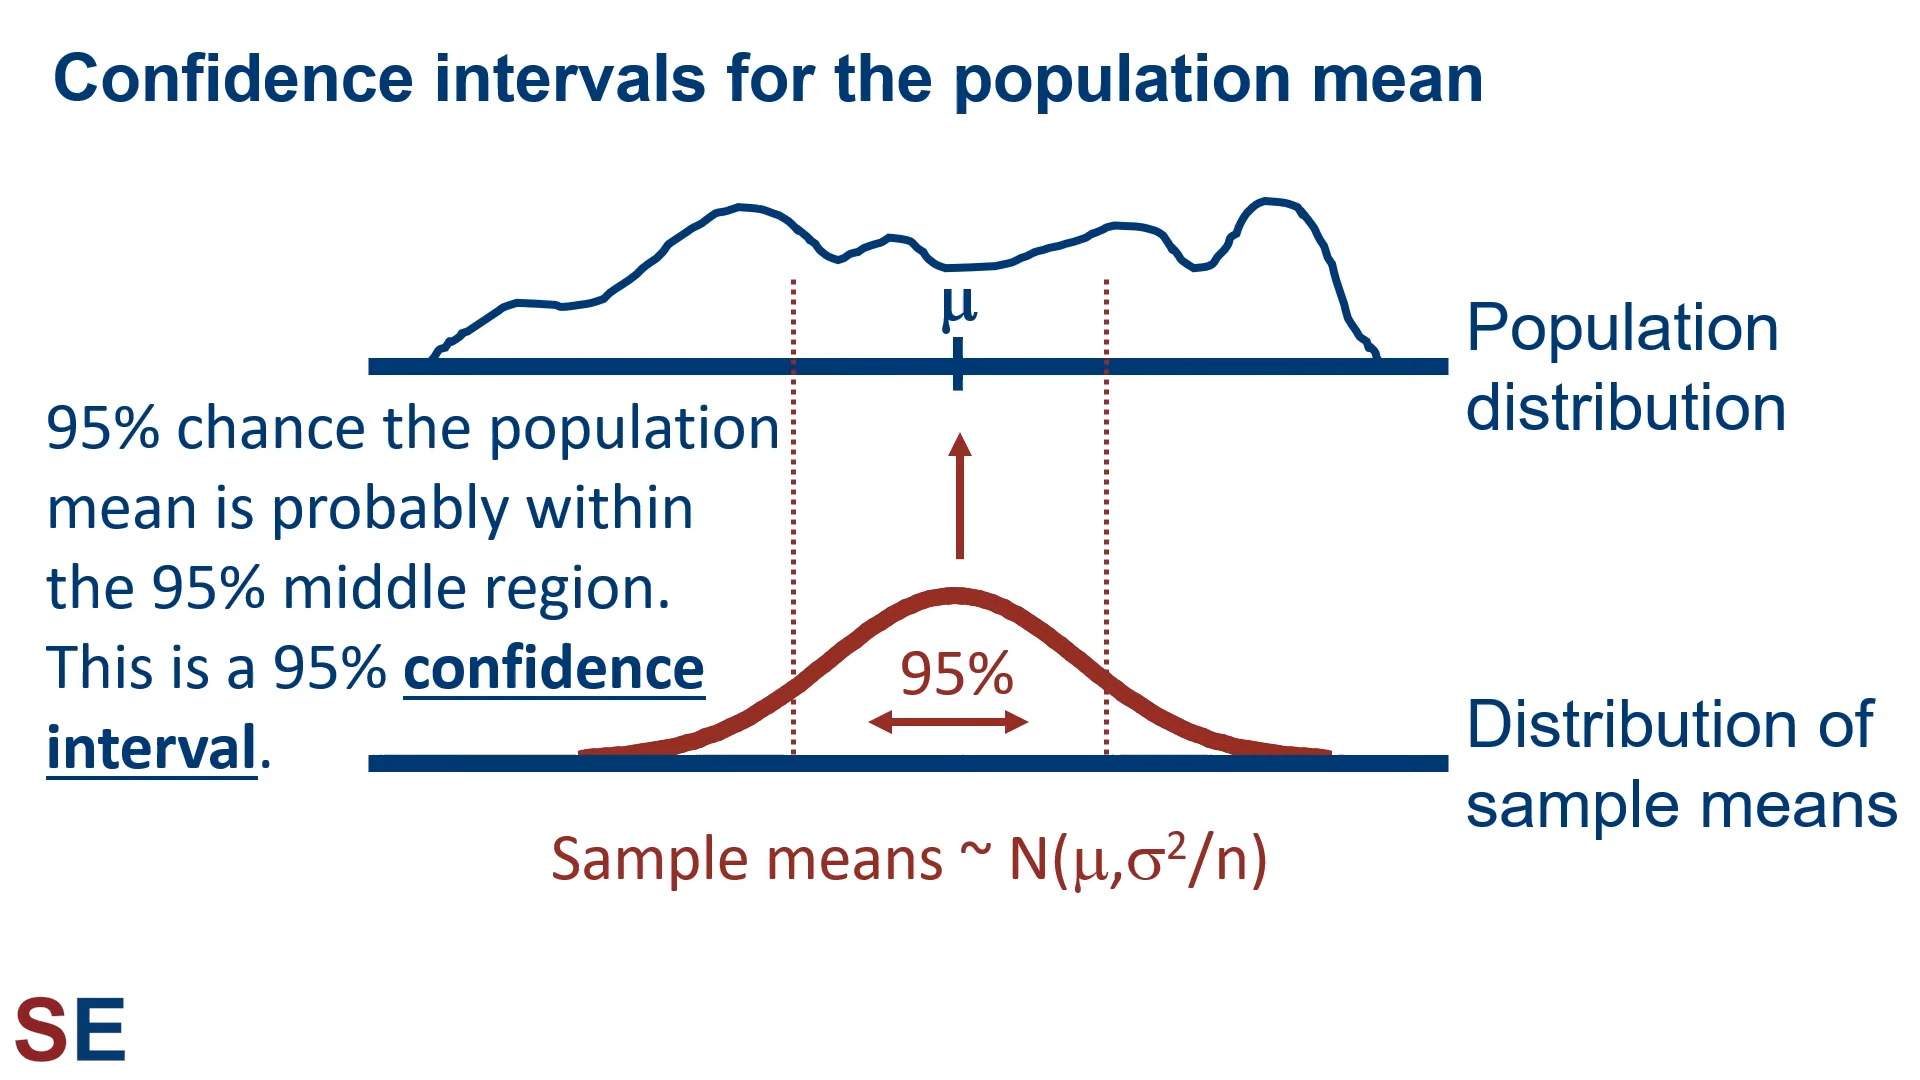 Confidence intervals for the population mean
μ
Population
distribution
95% chance the population
mean is probably within
the 95% middle region.
This is a 95% confidence
interval.
95%
Distribution of
sample means
Sample means ~ N(μ,σ²/n)
SE